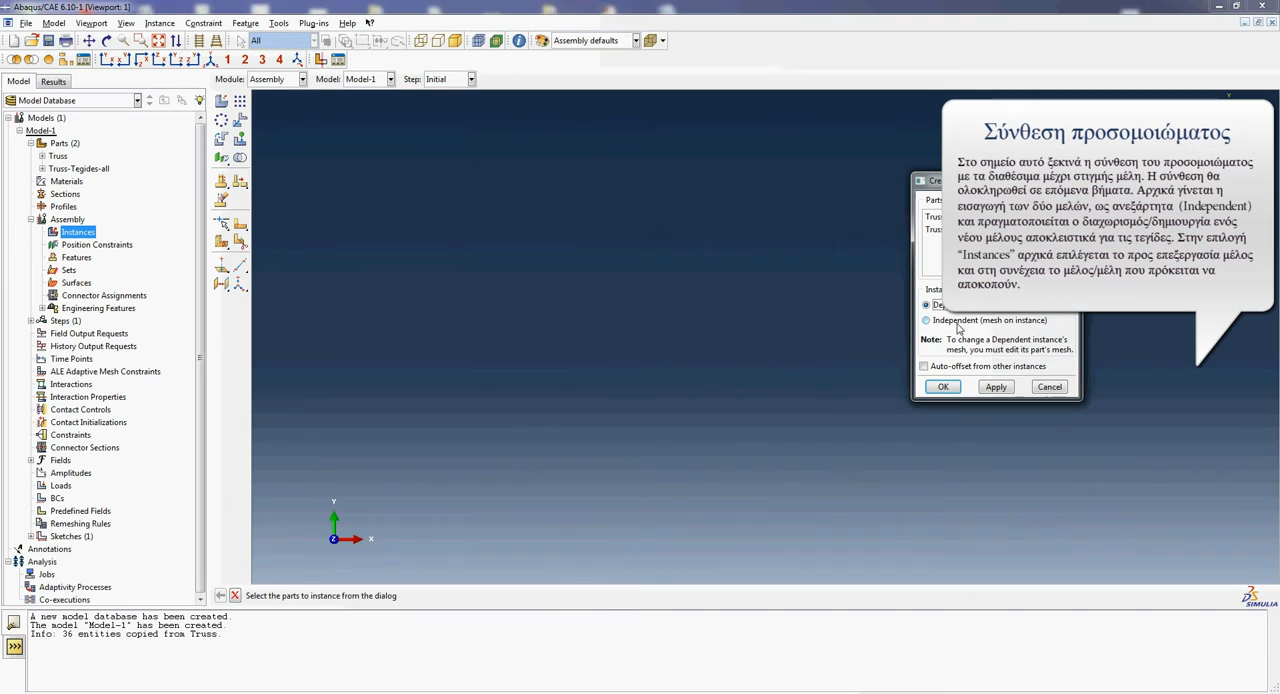 Abaqus/CAE 6.10-1 [Viewport: 1]
File Model Viewport View Instance Constraint Feature Tools Plug-ins Help
All
Assembly defaults
1 2 3 4
Model Results
Module: Assembly Model: Model-1 Step: Initial
Model Database
Models (1)
Model-1
Parts (2)
Truss
Truss-Tegides-all
Materials
Sections
Profiles
Assembly
Instances
Position Constraints
Features
Sets
Surfaces
Connector Assignments
Engineering Features
Steps (1)
Field Output Requests
History Output Requests
Time Points
ALE Adaptive Mesh Constraints
Interactions
Interaction Properties
Contact Controls
Contact Initializations
Constraints
Connector Sections
Fields
Amplitudes
Loads
BCs
Predefined Fields
Remeshing Rules
Sketches (1)
Annotations
Analysis
Jobs
Adaptivity Processes
Co-executions
Σύνθεση προσομοιώματος
Στο σημείο αυτό ξεκινά η σύνθεση του προσομοιώματος
με τα διαθέσιμα μέχρι στιγμής μέλη. Η σύνθεση θα
ολοκληρωθεί σε επόμενα βήματα. Αρχικά γίνεται η
εισαγωγή των δύο μελών, ως ανεξάρτητα (Independent)
και πραγματοποιείται ο διαχωρισμός/δημιουργία ενός
νέου μέλους αποκλειστικά για τις τεγίδες. Στην επιλογή
“Instances” αρχικά επιλέγεται το προς επεξεργασία μέλος
και στη συνέχεια το μέλος/μέλη που πρόκειται να
αποκοπούν.
Independent (mesh on instance)
Note: To change a Dependent instance's
mesh, you must edit its part's mesh.
Auto-offset from other instances
OK Apply Cancel
Y
X
Z
Y
Select the parts to instance from the dialog
SIMULIA
A new model database has been created.
The model "Model-1" has been created.
Info: 36 entities copied from Truss.